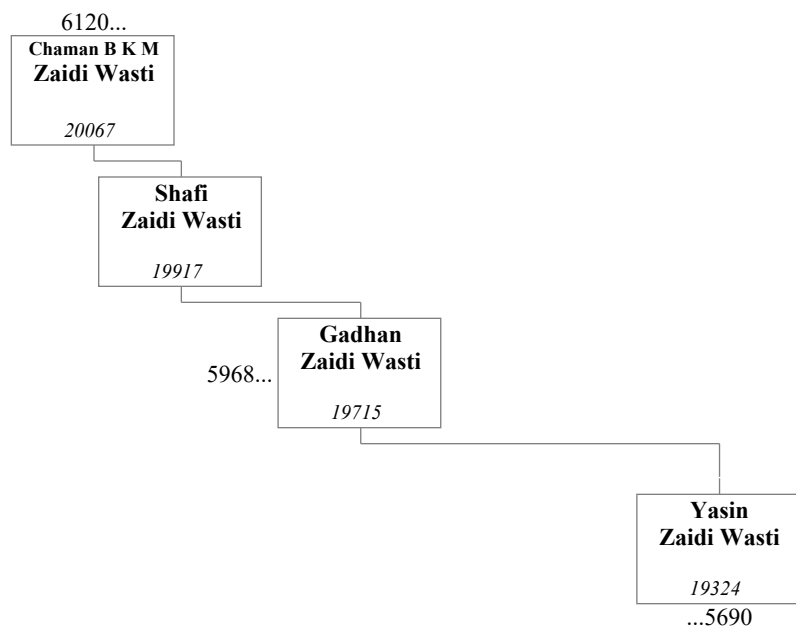 6120...
Chaman B K M
Zaidi Wasti
20067
Shafi
Zaidi Wasti
19917
Gadhan
Zaidi Wasti
5968...
19715
Yasin
Zaidi Wasti
19324
...5690